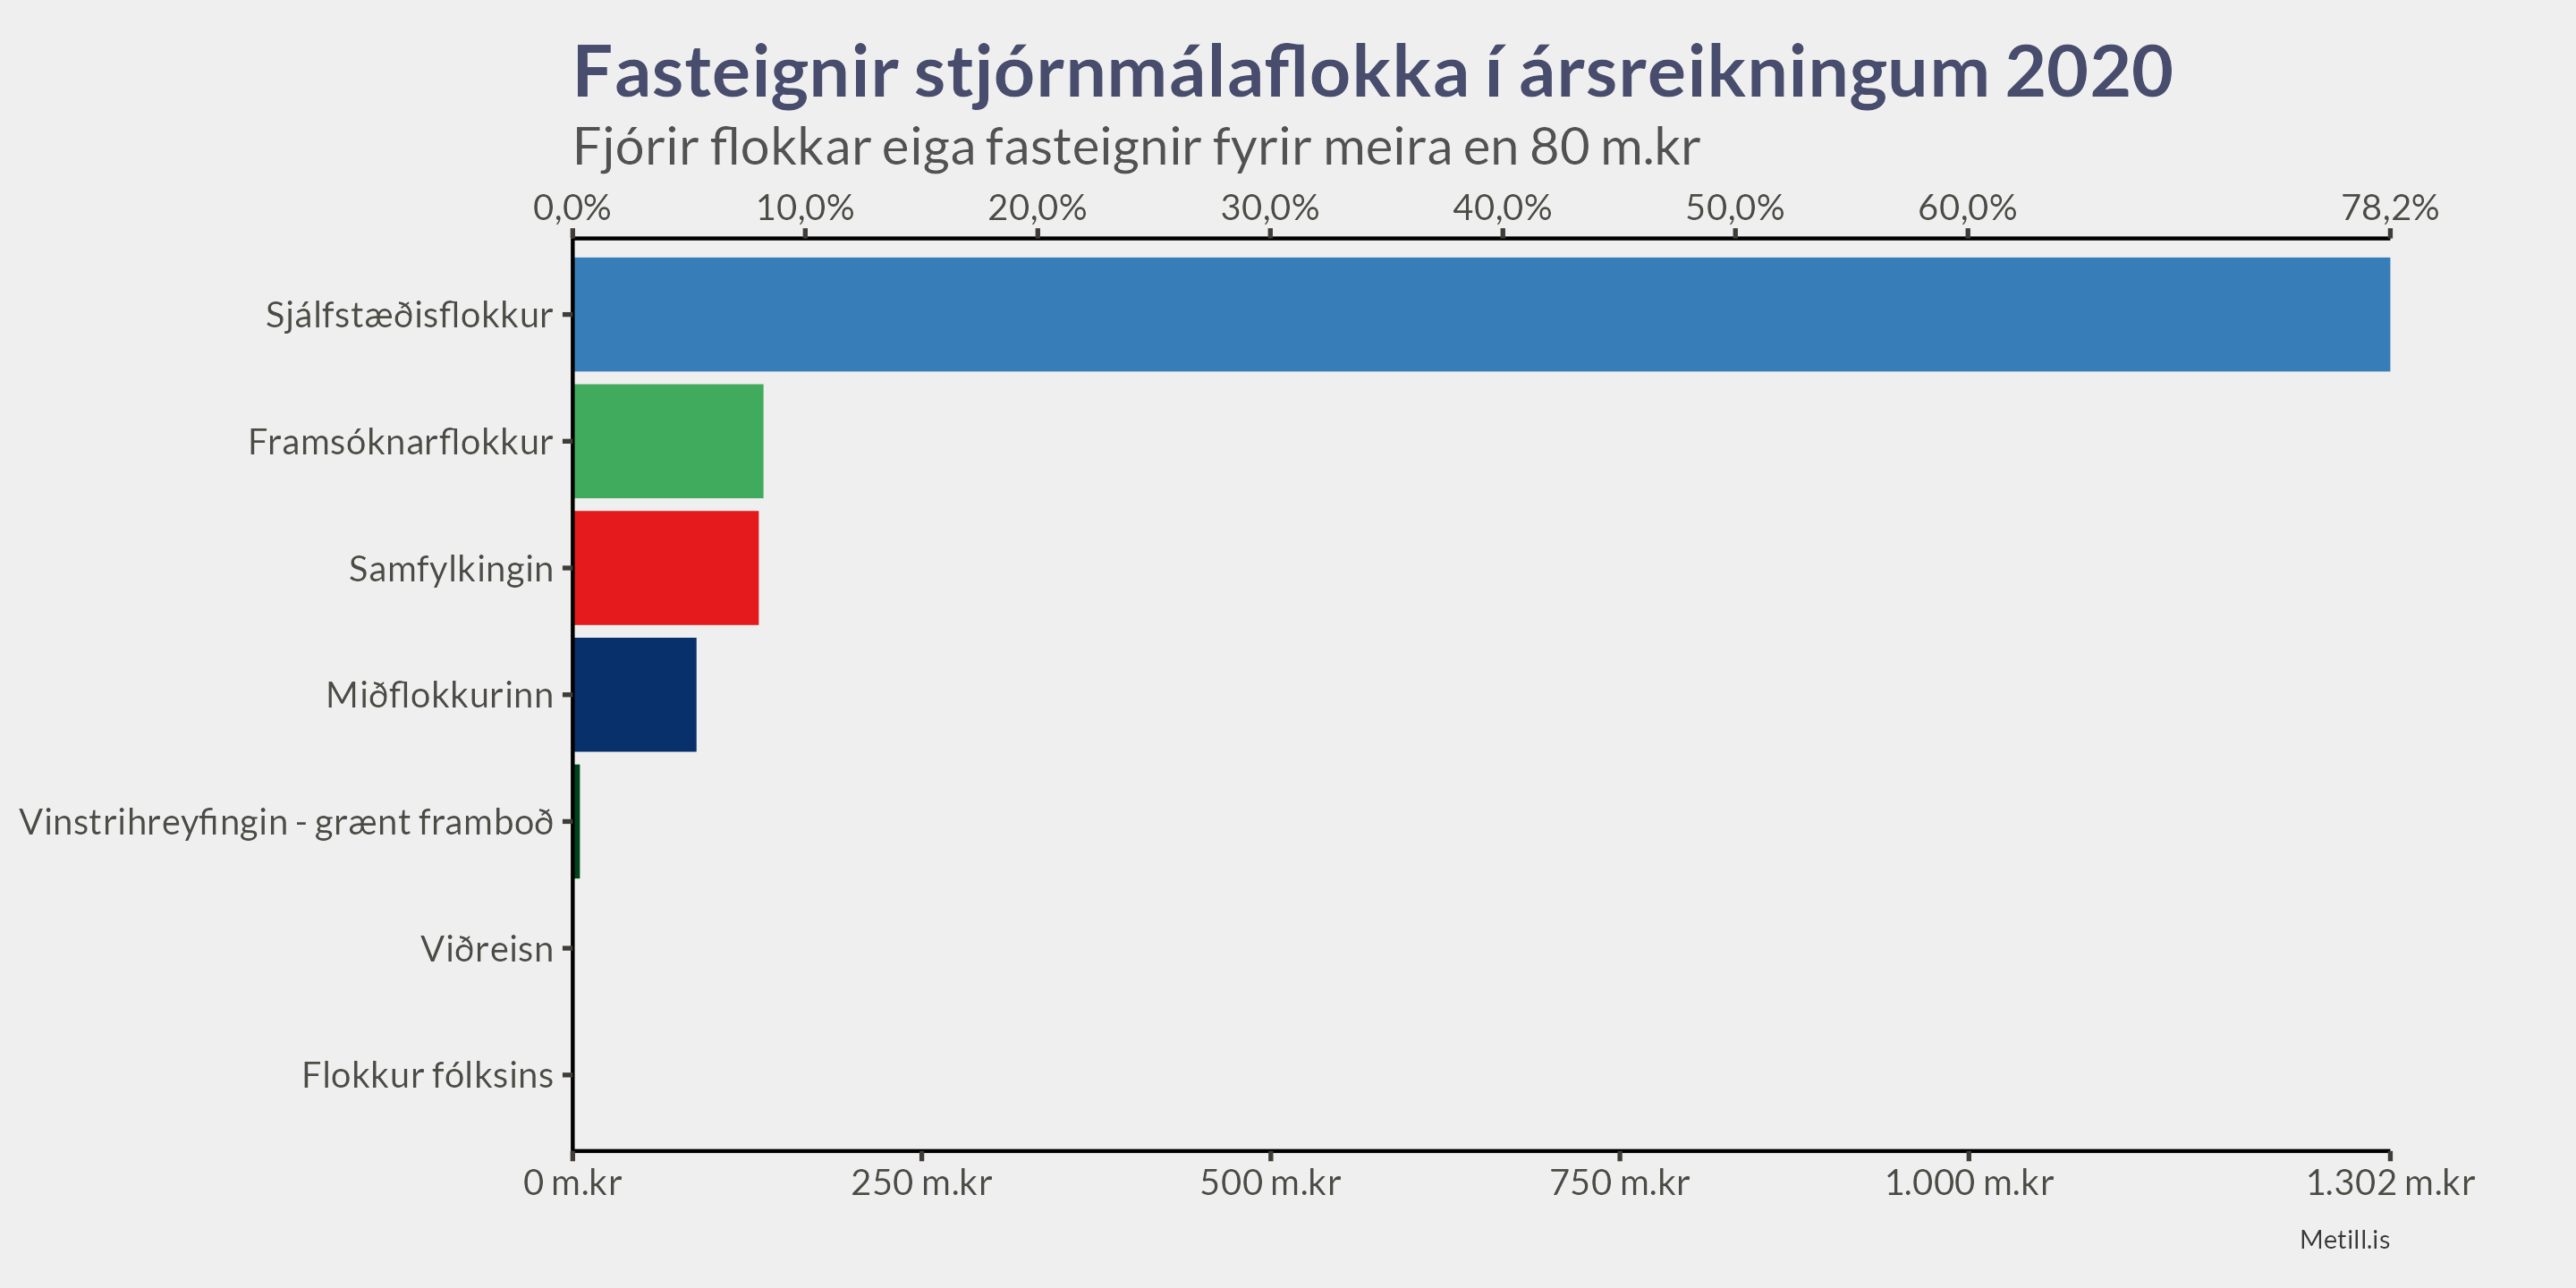 Fasteignir stjórnmálaflokka í ársreikningum 2020
Fjórir flokkar eiga fasteignir fyrir meira en 80 m.kr
0,0% 10,0% 20,0% 30,0% 40,0% 50,0% 60,0% 78,2%
Sjálfstæðisflokkur
Framsóknarflokkur
Samfylkingin
Miðflokkurinn
Vinstrihreyfingin - grænt framboð
Viðreisn
Flokkur fólksins
0 m.kr 250 m.kr 500 m.kr 750 m.kr 1.000 m.kr 1.302 m.kr
Metill.is